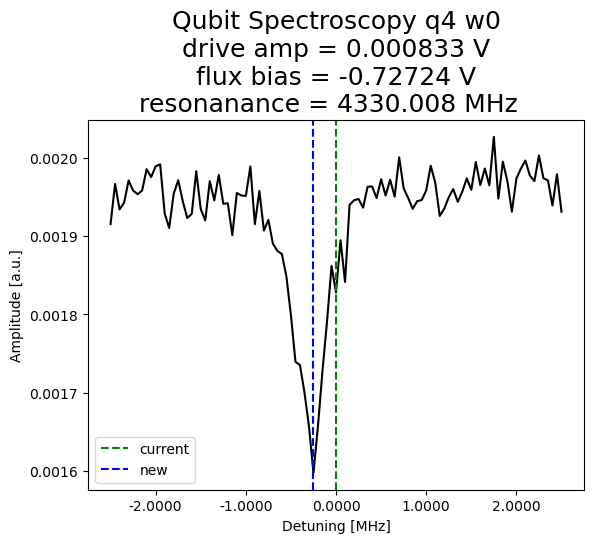 Qubit Spectroscopy q4 w0
drive amp = 0.000833 V
flux bias = -0.72724 V
resonanance = 4330.008 MHz
0.0020
0.0019
0.0018
0.0017
0.0016
Amplitude [a.u.]
current
new
-2.0000 -1.0000 0.0000 1.0000 2.0000
Detuning [MHz]